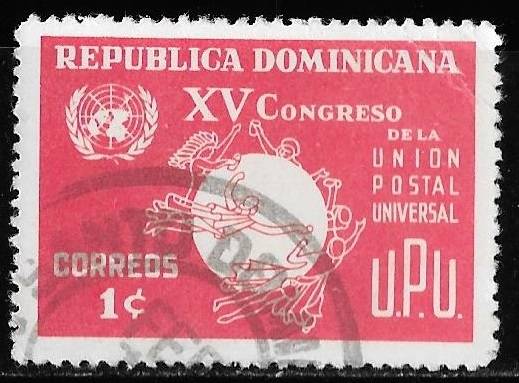 REPUBLICA DOMINICANA
XV CONGRESO
DE LA
UNION
POSTAL
UNIVERSAL
CORREOS
1¢
U.P.U.